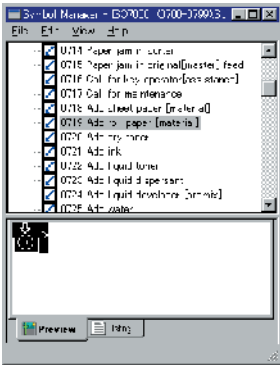 Symbol Manager - ISO7000 (0700-0799)
File Edit View Help
0714 Paper jam in sorter
0715 Paper jam in original[master] feed
0716 Call for key operator[assistance]
0717 Call for maintenance
0718 Add sheet paper [material]
0719 Add roll paper [material]
0720 Add dry toner
0721 Add ink
0722 Add liquid toner
0723 Add liquid dispersant
0724 Add liquid developer [premix]
0725 Add water
Preview